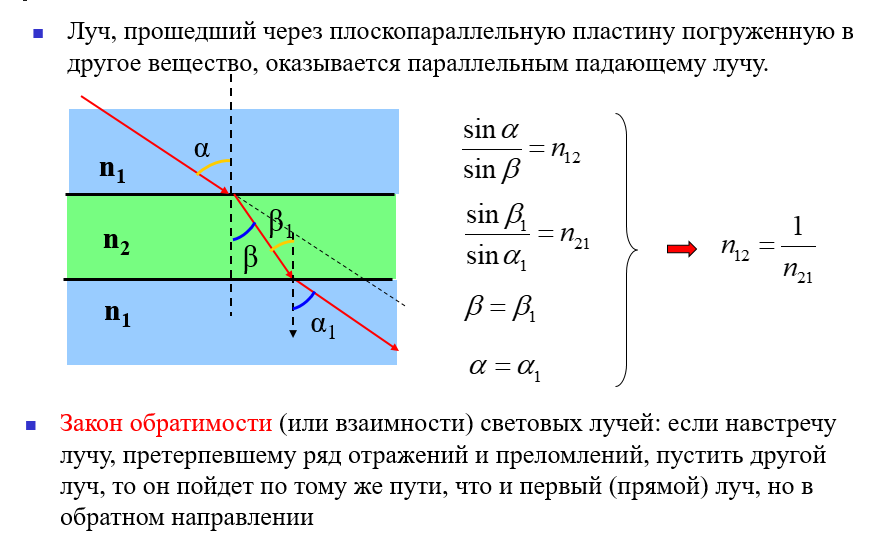 Луч, прошедший через плоскопараллельную пластину погруженную в
другое вещество, оказывается параллельным падающему лучу.
α
n₁
β₁
n₂
β
n₁
α₁
sin α / sin β = n₁₂
sin β₁ / sin α₁ = n₂₁
β = β₁
α = α₁
n₁₂ = 1 / n₂₁
Закон обратимости (или взаимности) световых лучей: если навстречу
лучу, претерпевшему ряд отражений и преломлений, пустить другой
луч, то он пойдет по тому же пути, что и первый (прямой) луч, но в
обратном направлении